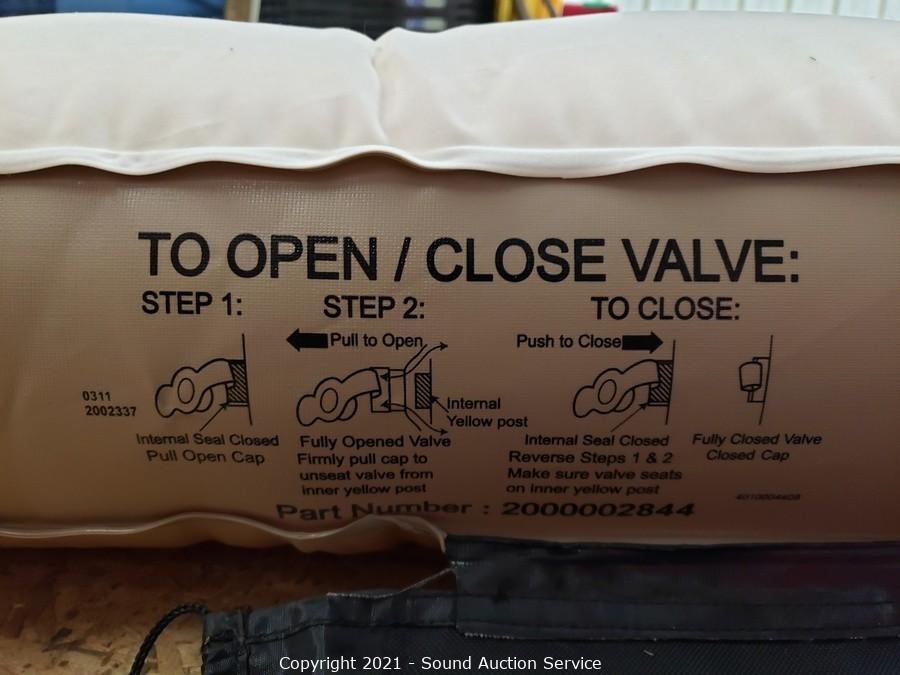 TO OPEN / CLOSE VALVE:
STEP 1:
STEP 2:
TO CLOSE:
Pull to Open
Push to Close
0311
2002337
Internal
Yellow post
Internal Seal Closed
Pull Open Cap
Fully Opened Valve
Firmly pull cap to
unseat valve from
inner yellow post
Internal Seal Closed
Reverse Steps 1 & 2
Make sure valve seats
on inner yellow post
Fully Closed Valve
Closed Cap
4010004408
Part Number : 2000002844
Copyright 2021 - Sound Auction Service